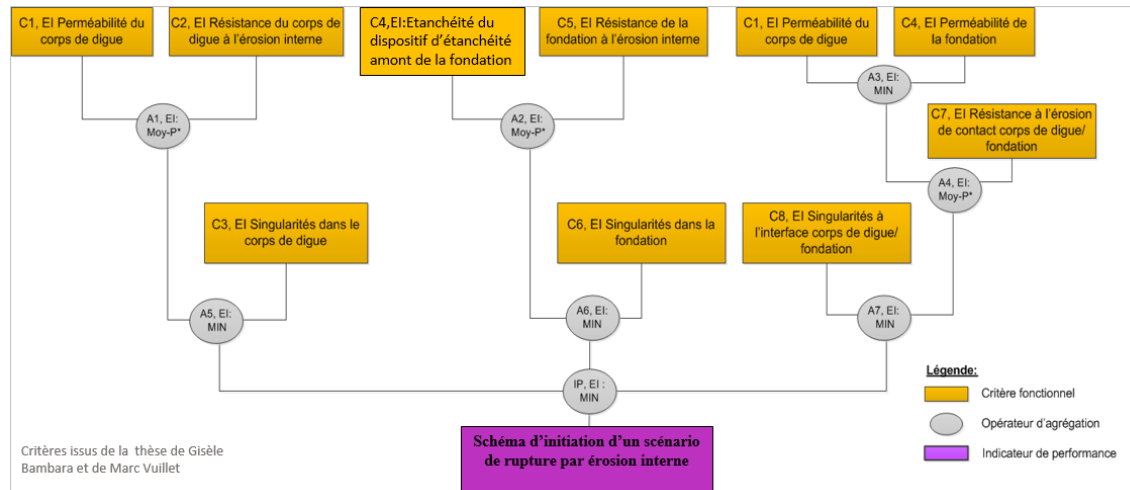 C1, EI Perméabilité du
corps de digue
C2, EI Résistance du corps de
digue à l'érosion interne
C4,EI:Etanchéité du
dispositif d'étanchéité
amont de la fondation
C5, EI Résistance de la
fondation à l'érosion interne
C1, EI Perméabilité du
corps de digue
C4, EI Perméabilité de
la fondation
A1, EI:
Moy-P*
A2, EI:
Moy-P*
A3, EI:
MIN
C7, EI Résistance à l'érosion
de contact corps de digue/
fondation
A4, EI:
Moy-P*
C3, EI Singularités dans le
corps de digue
C6, EI Singularités dans la
fondation
C8, EI Singularités à
l'interface corps de digue/
fondation
A5, EI:
MIN
A6, EI:
MIN
A7, EI:
MIN
IP, EI :
MIN
Schéma d'initiation d'un scénario
de rupture par érosion interne
Légende:
Critère fonctionnel
Opérateur d'agrégation
Indicateur de performance
Critères issus de la thèse de Gisèle
Bambara et de Marc Vuillet